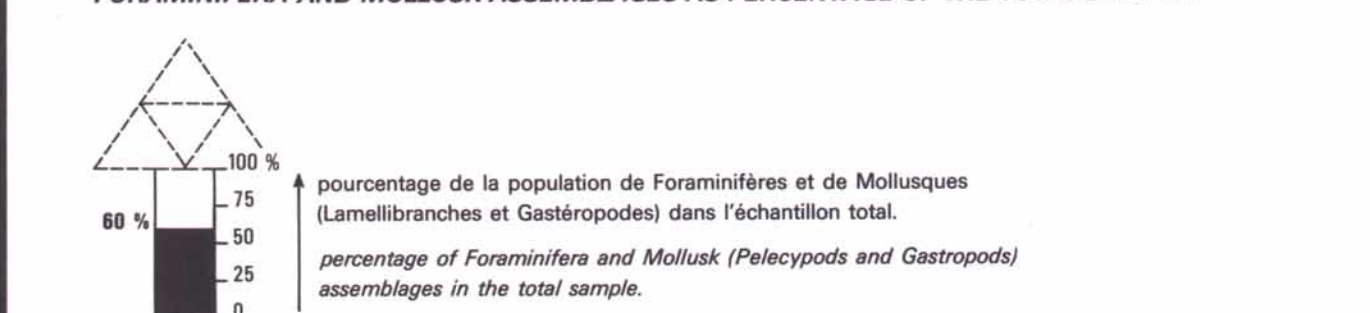 100 %
75
60 %
50
25
0
pourcentage de la population de Foraminifères et de Mollusques
(Lamellibranches et Gastéropodes) dans l'échantillon total.
percentage of Foraminifera and Mollusk (Pelecypods and Gastropods)
assemblages in the total sample.